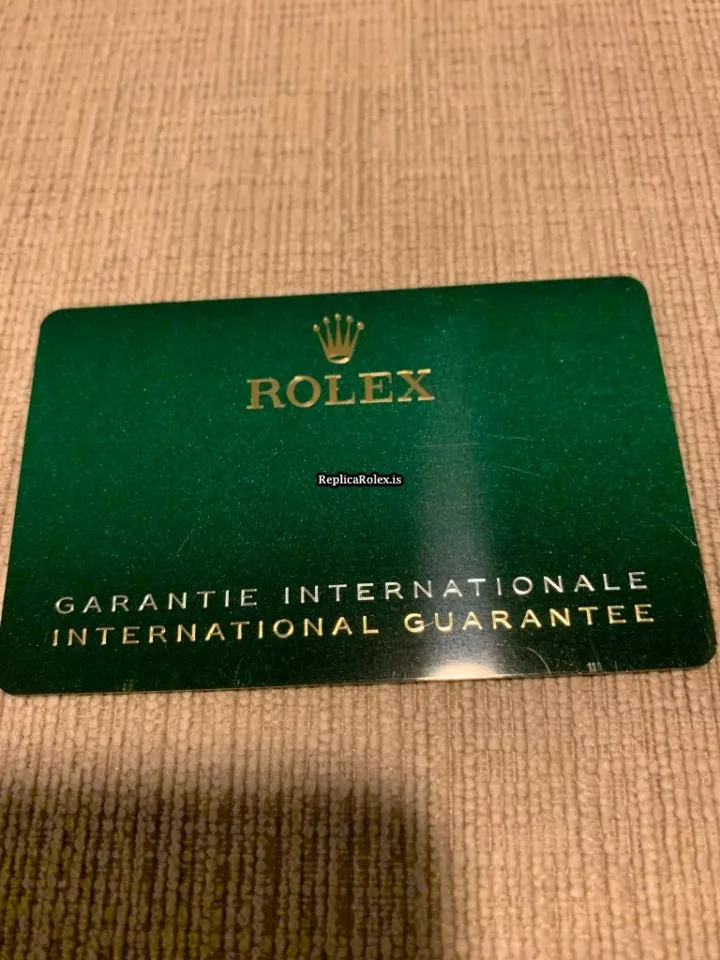 ROLEX
ReplicaRolex.is
GARANTIE INTERNATIONALE
INTERNATIONAL GUARANTEE